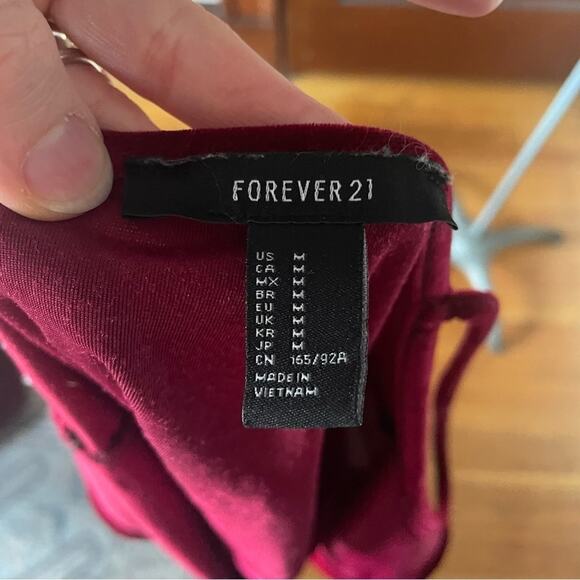 FOREVER 21
US M
CA M
MX M
BR M
EU M
UK M
KR M
JP M
CN 165/92A
MADE IN
VIETNAM